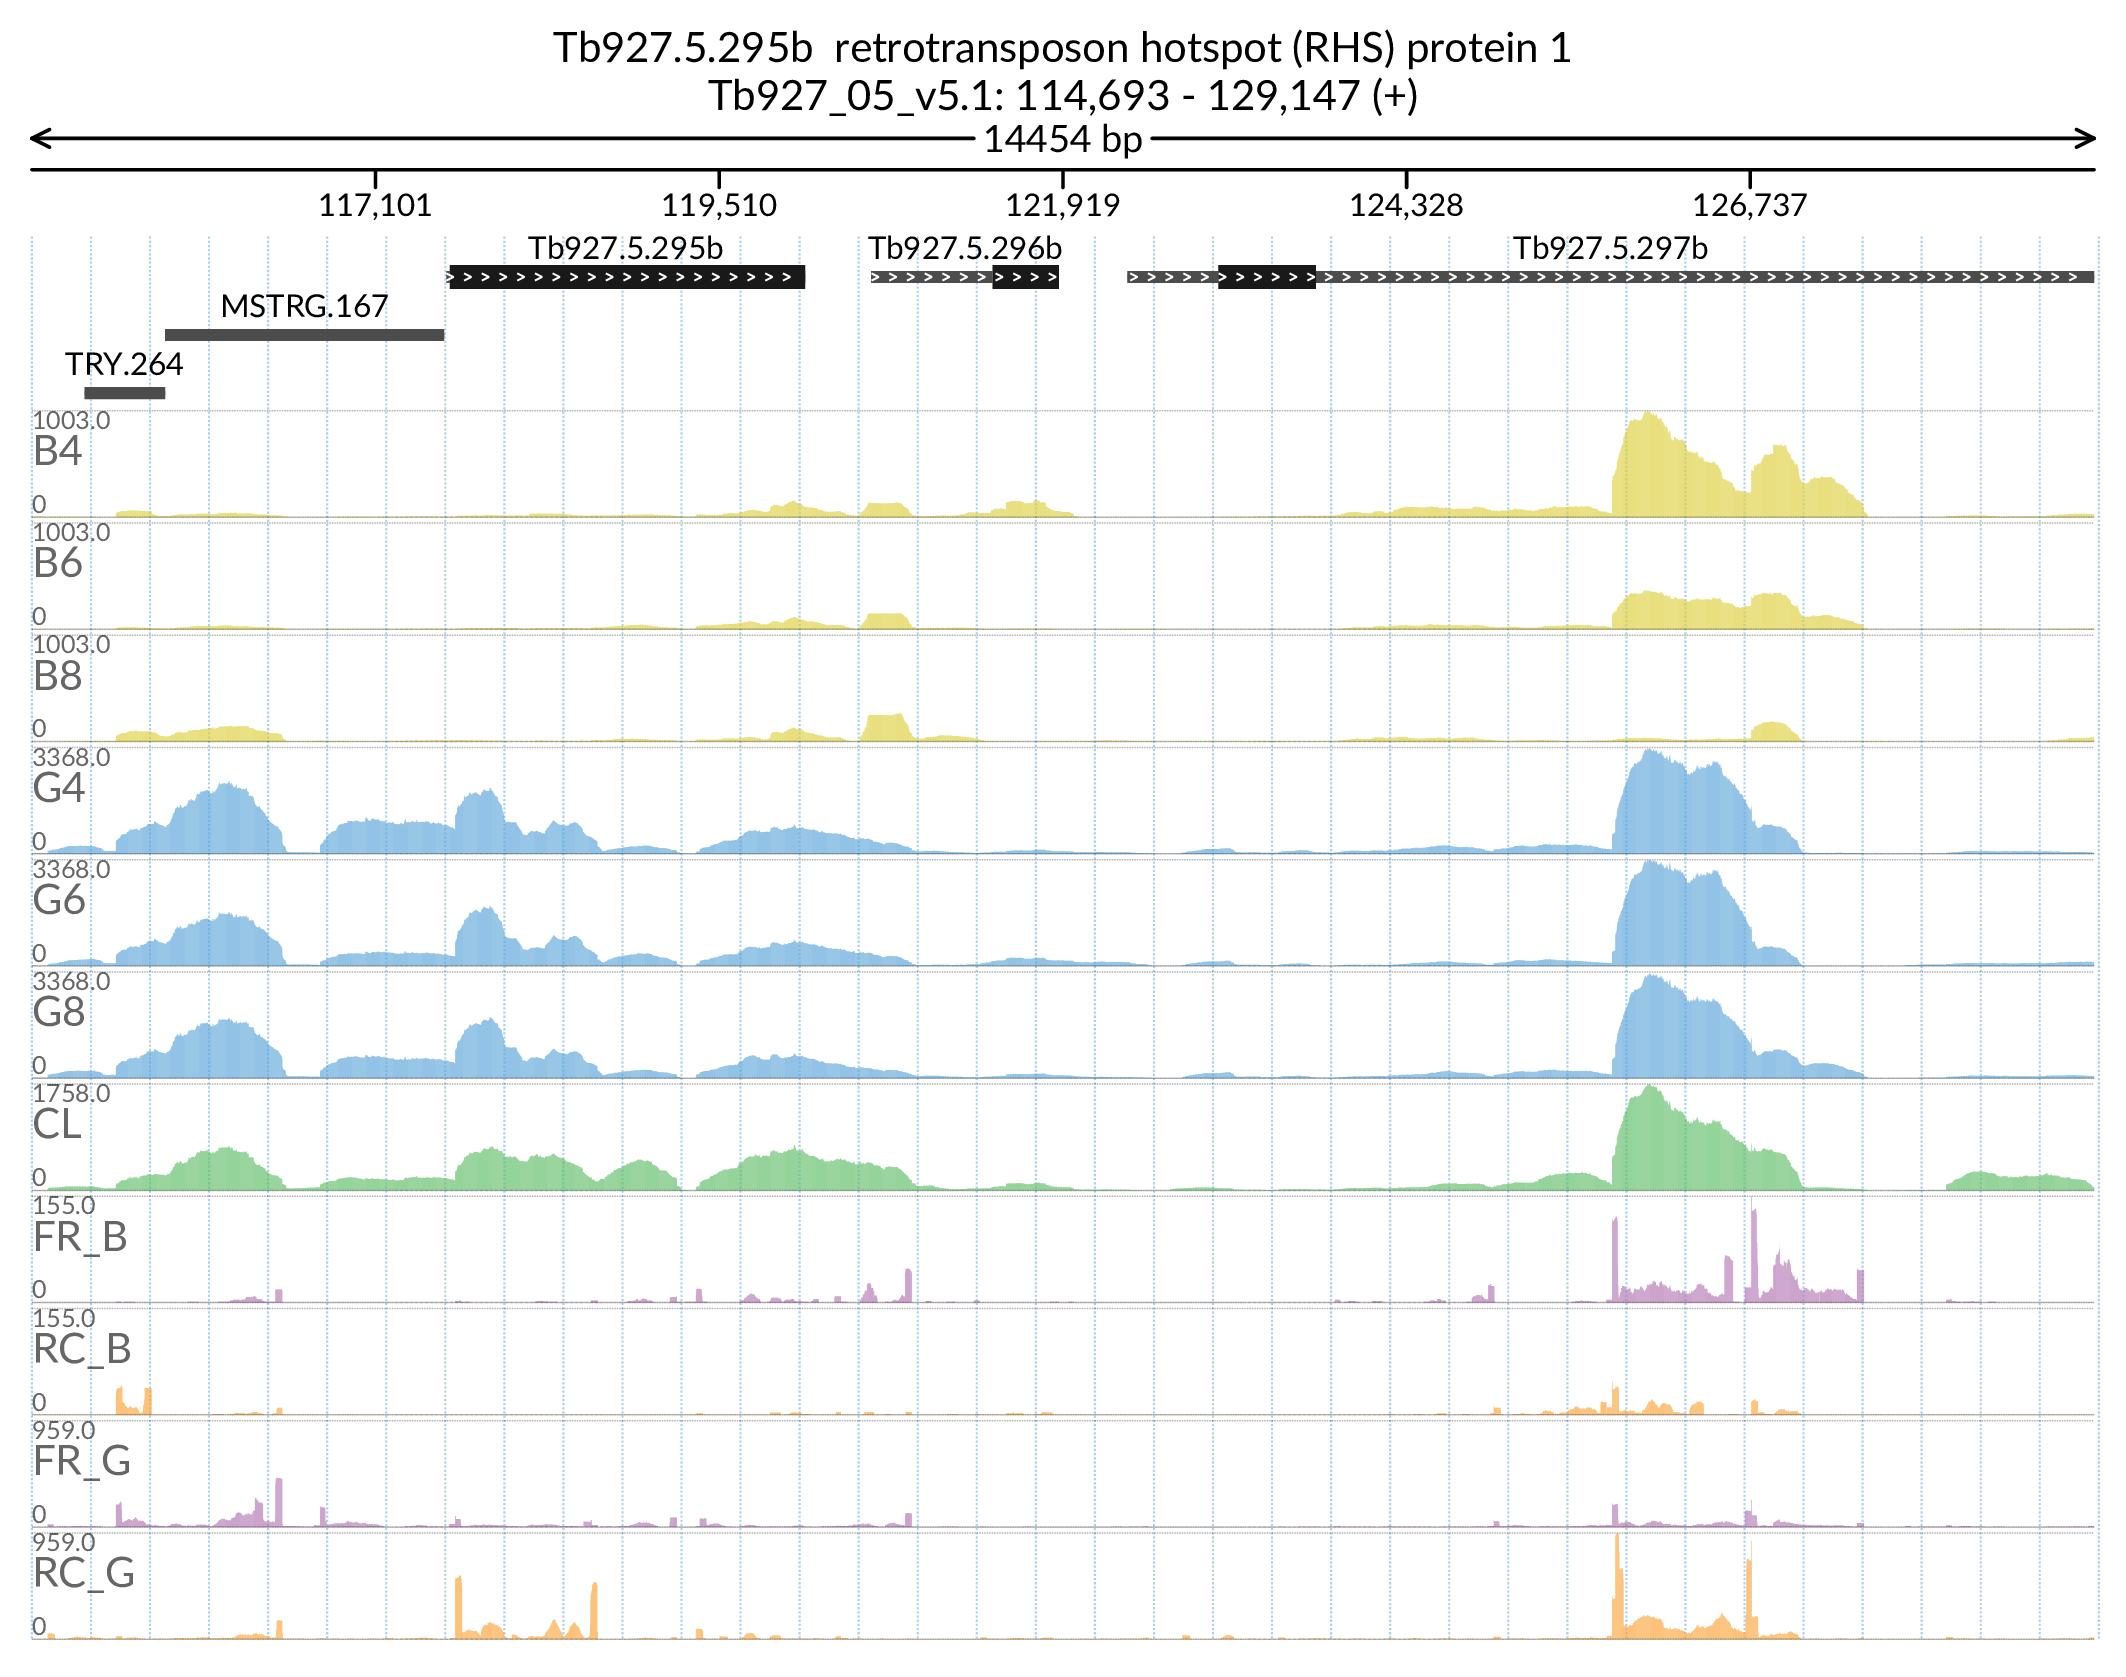 Tb927.5.295b  retrotransposon hotspot (RHS) protein 1
Tb927_05_v5.1: 114,693 - 129,147 (+)
14454 bp
117,101 119,510 121,919 124,328 126,737
Tb927.5.295b Tb927.5.296b Tb927.5.297b
MSTRG.167
TRY.264
1003.0
B4
0
1003.0
B6
0
1003.0
B8
0
3368.0
G4
0
3368.0
G6
0
3368.0
G8
0
1758.0
CL
0
155.0
FR_B
0
155.0
RC_B
0
959.0
FR_G
0
959.0
RC_G
0